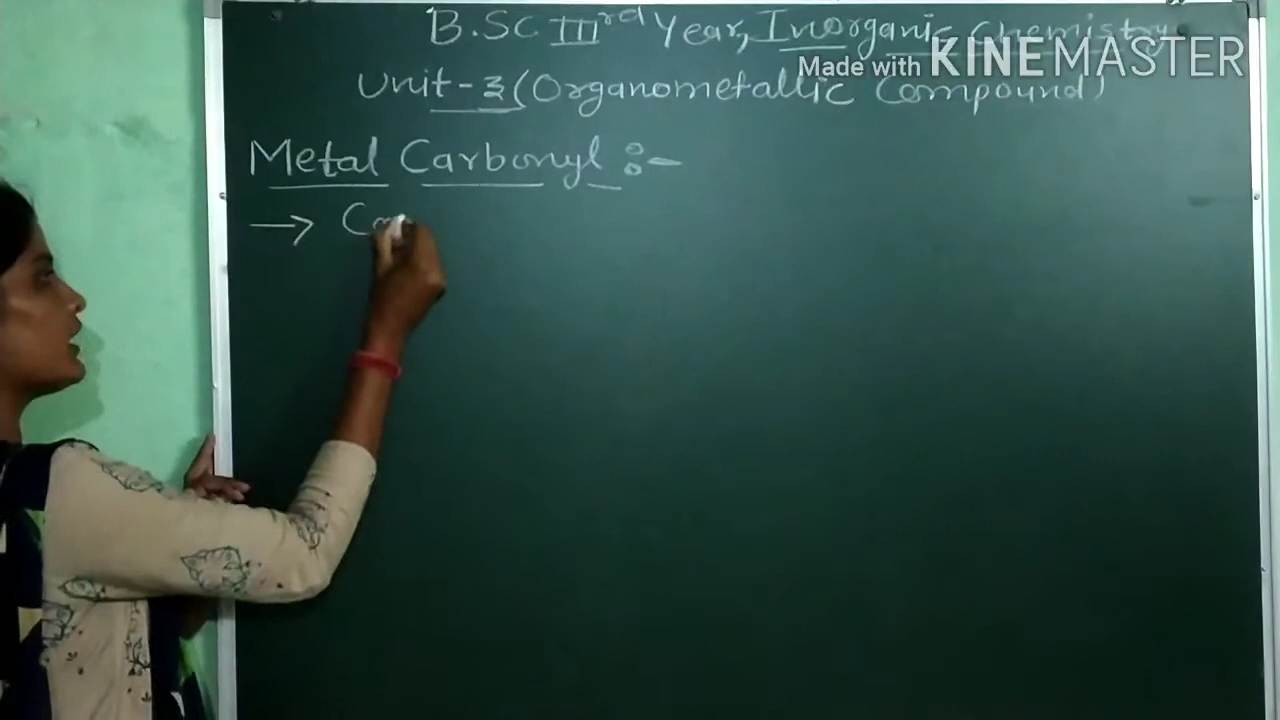 B.SC IIIrd Year, Inorganic Chemistry
Made with KINEMASTER
Unit-3 (Organometallic Compound)
Metal Carbonyl :-
→ C